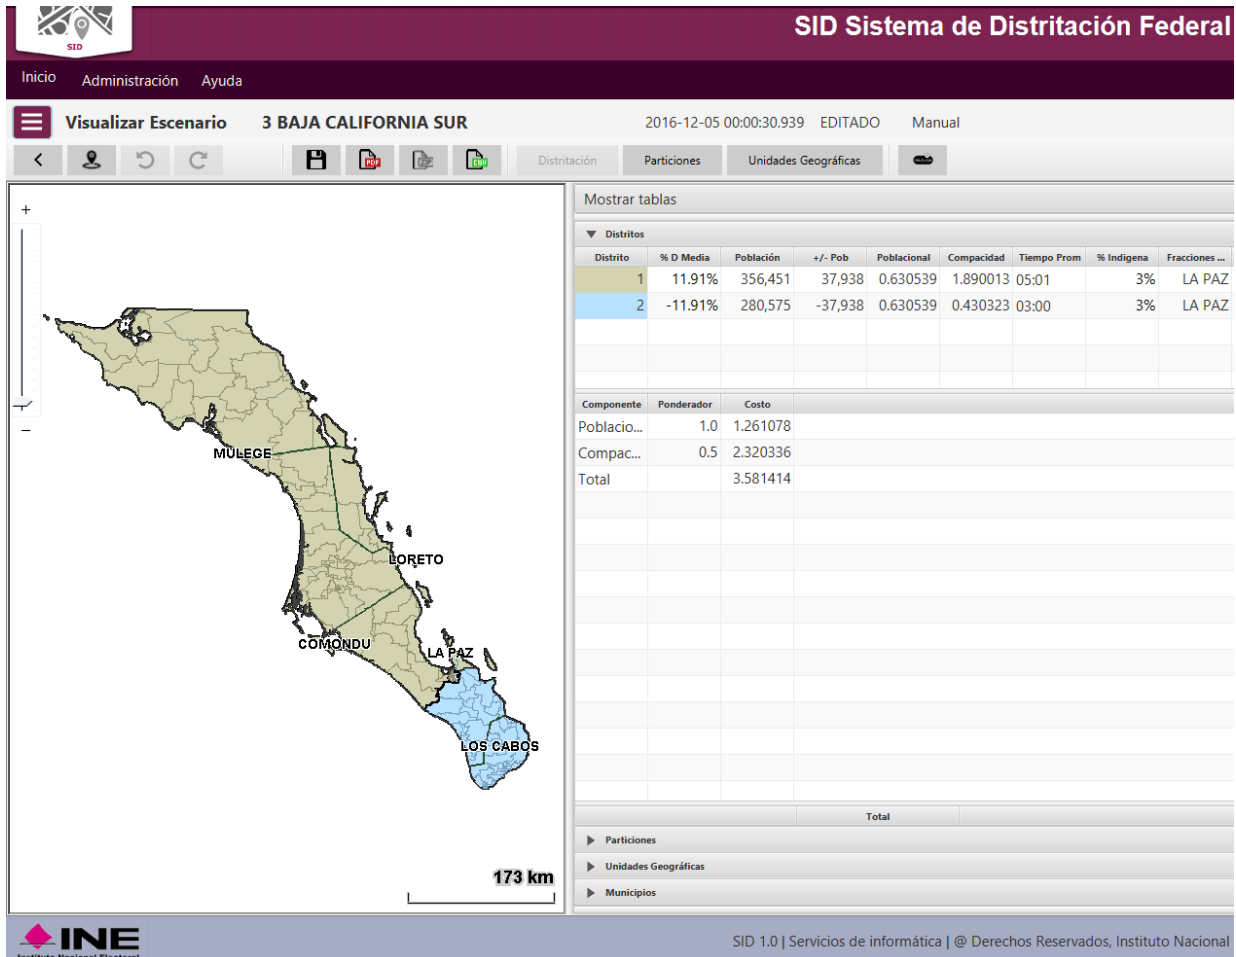 SID
SID Sistema de Distritación Federal
Inicio Administración Ayuda
Visualizar Escenario 3 BAJA CALIFORNIA SUR 2016-12-05 00:00:30.939 EDITADO Manual
PDF CSV Distritación Particiones Unidades Geográficas
Mostrar tablas
+
−
MULEGE
LORETO
COMONDU
LA PAZ
LOS CABOS
173 km
Distritos
Distrito % D Media Población +/- Pob Poblacional Compacidad Tiempo Prom % Indigena Fracciones ...
1 11.91% 356,451 37,938 0.630539 1.890013 05:01 3% LA PAZ
2 -11.91% 280,575 -37,938 0.630539 0.430323 03:00 3% LA PAZ
Componente Ponderador Costo
Poblacio... 1.0 1.261078
Compac... 0.5 2.320336
Total 3.581414
Total
Particiones
Unidades Geográficas
Municipios
INE
Instituto Nacional Electoral
SID 1.0 | Servicios de informática | @ Derechos Reservados, Instituto Nacional